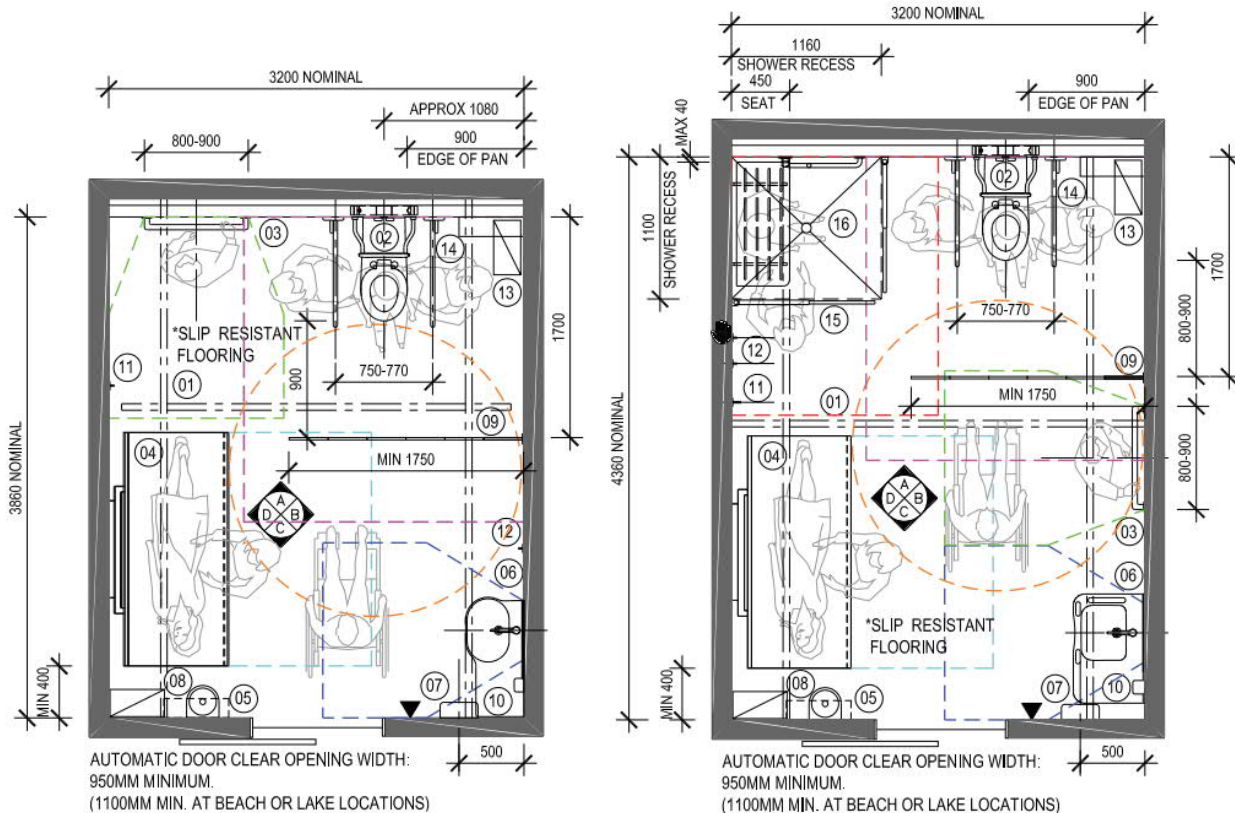 3200 NOMINAL
APPROX 1080
800-900
900
EDGE OF PAN
02
03
14
13
*SLIP RESISTANT
FLOORING
11
01
900
750-770
1700
09
04
MIN 1750
A
D B
C
12
06
3860 NOMINAL
MIN 400
08
05
07
10
500
AUTOMATIC DOOR CLEAR OPENING WIDTH:
950MM MINIMUM.
(1100MM MIN. AT BEACH OR LAKE LOCATIONS)
3200 NOMINAL
1160
SHOWER RECESS
450
SEAT
900
EDGE OF PAN
MAX 40
1100
SHOWER RECESS
02
14
16
13
1700
15
750-770
800-900
12
09
11
01
MIN 1750
04
800-900
A
D B
C
03
06
4360 NOMINAL
*SLIP RESISTANT
FLOORING
MIN 400
08
05
07
10
500
AUTOMATIC DOOR CLEAR OPENING WIDTH:
950MM MINIMUM.
(1100MM MIN. AT BEACH OR LAKE LOCATIONS)